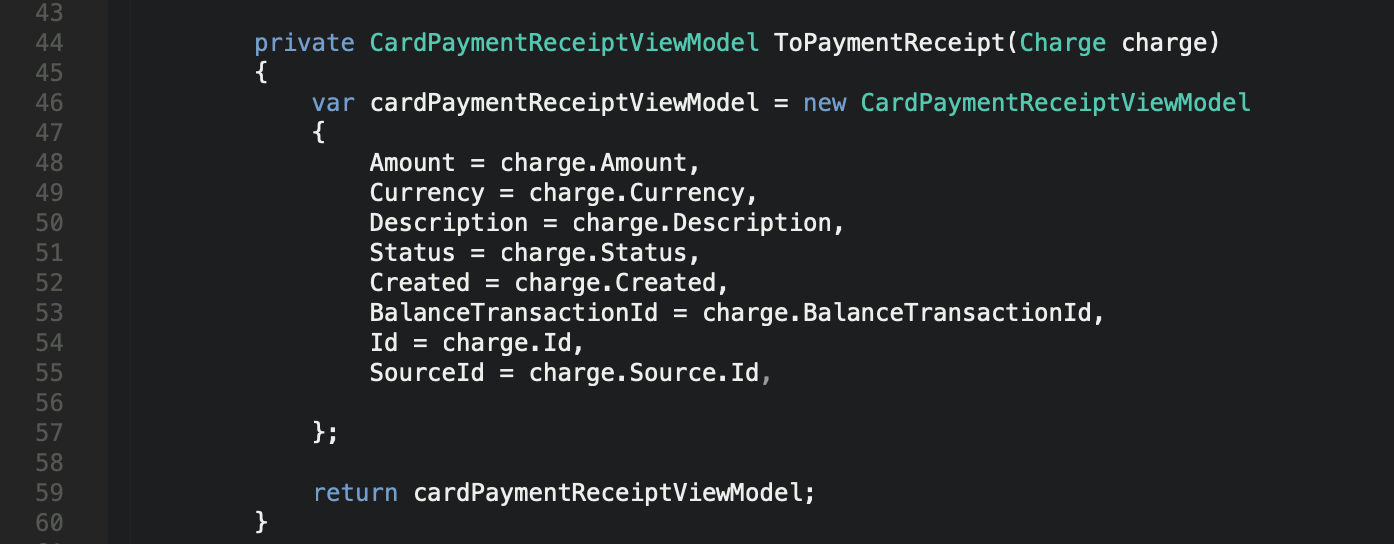 43
44 private CardPaymentReceiptViewModel ToPaymentReceipt(Charge charge)
45 {
46 var cardPaymentReceiptViewModel = new CardPaymentReceiptViewModel
47 {
48 Amount = charge.Amount,
49 Currency = charge.Currency,
50 Description = charge.Description,
51 Status = charge.Status,
52 Created = charge.Created,
53 BalanceTransactionId = charge.BalanceTransactionId,
54 Id = charge.Id,
55 SourceId = charge.Source.Id,
56
57 };
58
59 return cardPaymentReceiptViewModel;
60 }